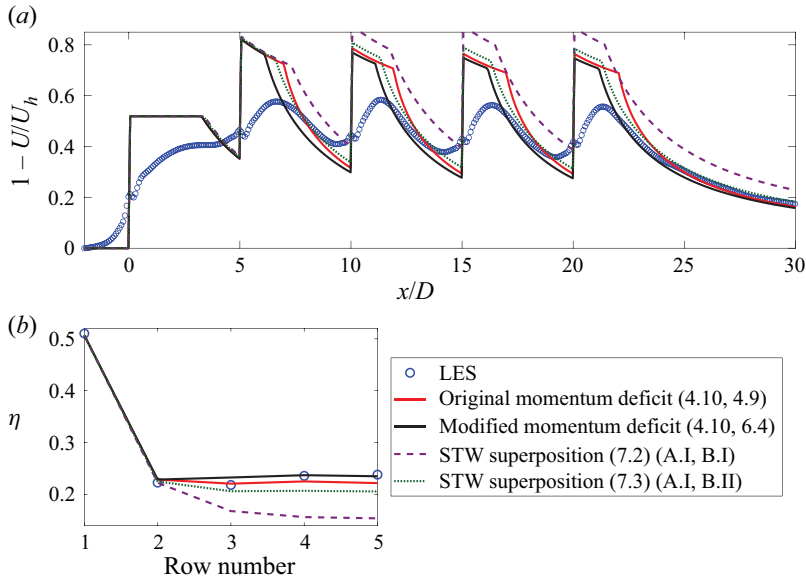 (a)
0.8
0.6
0.4
0.2
0
1 − U/U_h
0 5 10 15 20 25 30
x/D
(b)
0.5
0.4
0.3
0.2
η
1 2 3 4 5
Row number
LES
Original momentum deficit (4.10, 4.9)
Modified momentum deficit (4.10, 6.4)
STW superposition (7.2) (A.I, B.I)
STW superposition (7.3) (A.I, B.II)